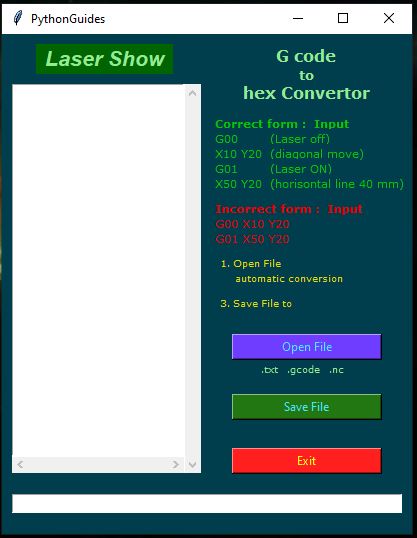 PythonGuides
Laser Show
G code
to
hex Convertor
Correct form :  Input
G00 (Laser off)
X10 Y20 (diagonal move)
G01 (Laser ON)
X50 Y20 (horisontal line 40 mm)
Incorrect form :  Input
G00 X10 Y20
G01 X50 Y20
1. Open File
automatic conversion
3. Save File to
Open File
.txt .gcode .nc
Save File
Exit